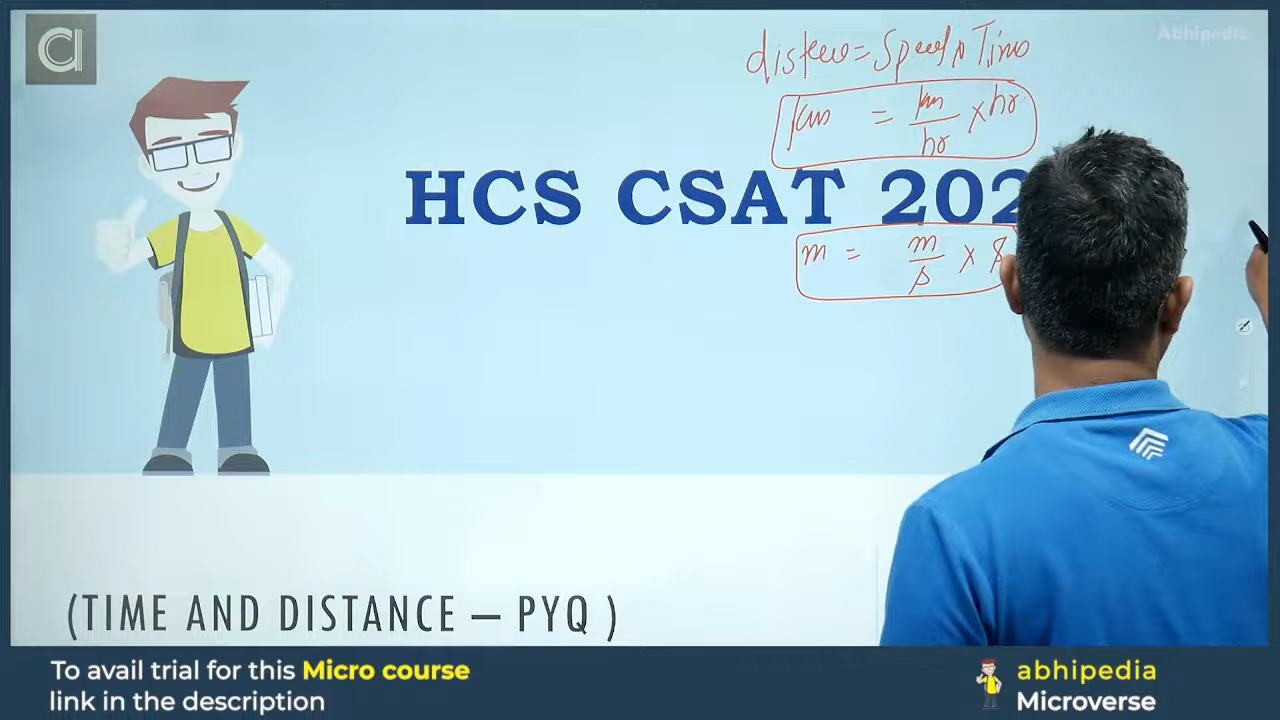 Abhipedia
distance = Speed × Time
km = km/hr × hr
HCS CSAT 202
m = m/s × s
(TIME AND DISTANCE – PYQ )
To avail trial for this Micro course
link in the description
abhipedia
Microverse